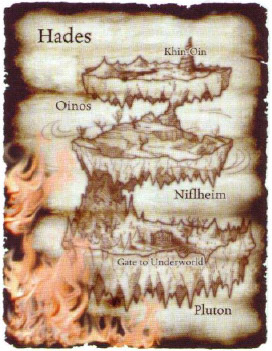 Hades
Khin-Oin
Oinos
Niflheim
Gate to Underworld
Pluton